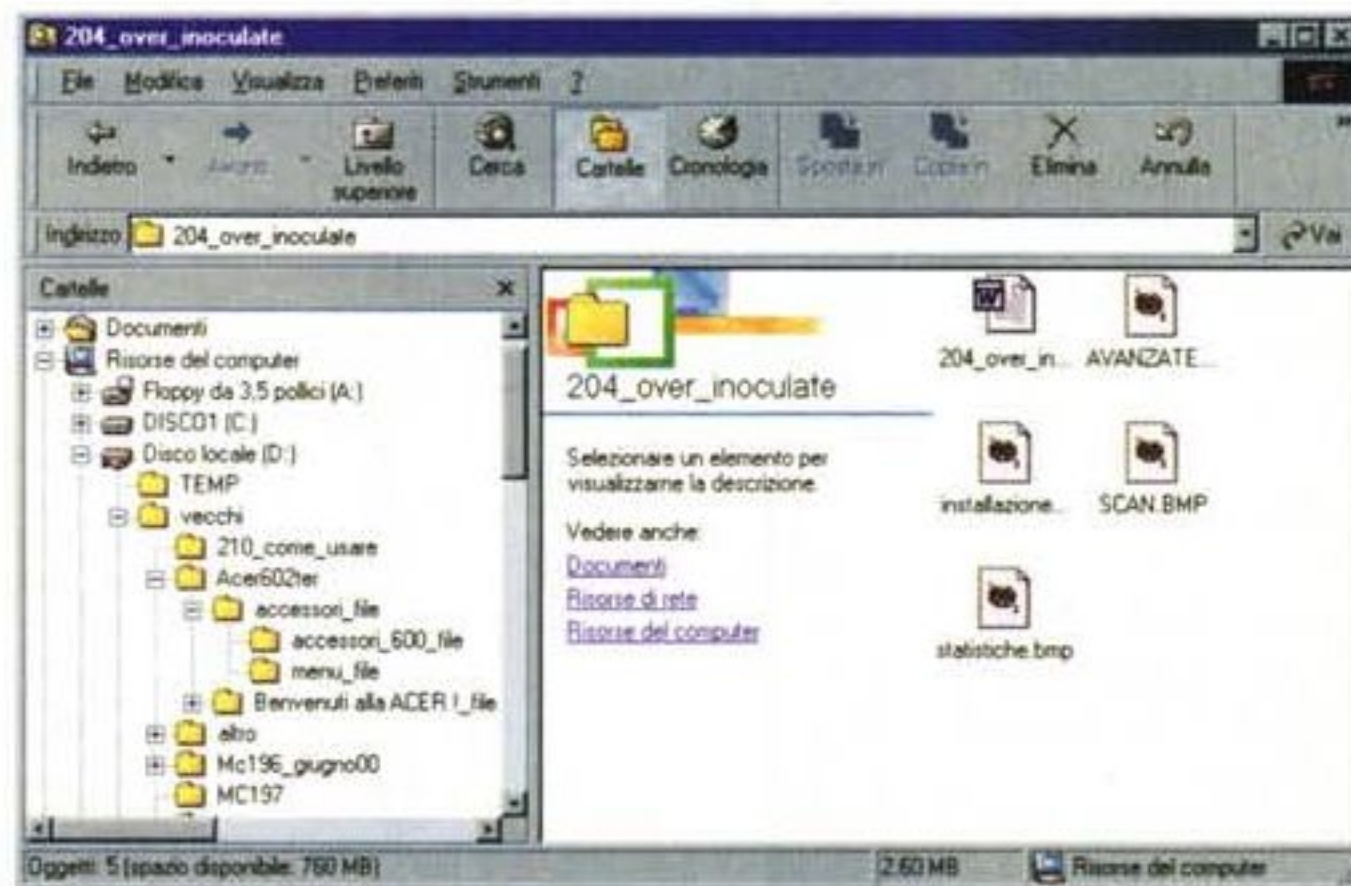 204_over_inoculate
File Modifica Visualizza Preferiti Strumenti ?
Indietro Avanti Livello superiore Cerca Cartelle Cronologia Sposta in Copia in Elimina Annulla
Indirizzo 204_over_inoculate Vai
Cartelle
Documenti
Risorse del computer
Floppy da 3,5 pollici (A:)
DISCO1 (C:)
Disco locale (D:)
TEMP
vecchi
210_come_usare
Acer602ter
accessori_file
accessori_600_file
menu_file
Benvenuti alla ACER !_file
altro
Mc196_giugno00
MC197
204_over_inoculate
Selezionare un elemento per
visualizzarne la descrizione.
Vedere anche:
Documenti
Risorse di rete
Risorse del computer
204_over_in... AVANZATE...
installazione... SCAN.BMP
statistiche.bmp
Oggetti: 5 (spazio disponibile: 760 MB) 2,60 MB Risorse del computer